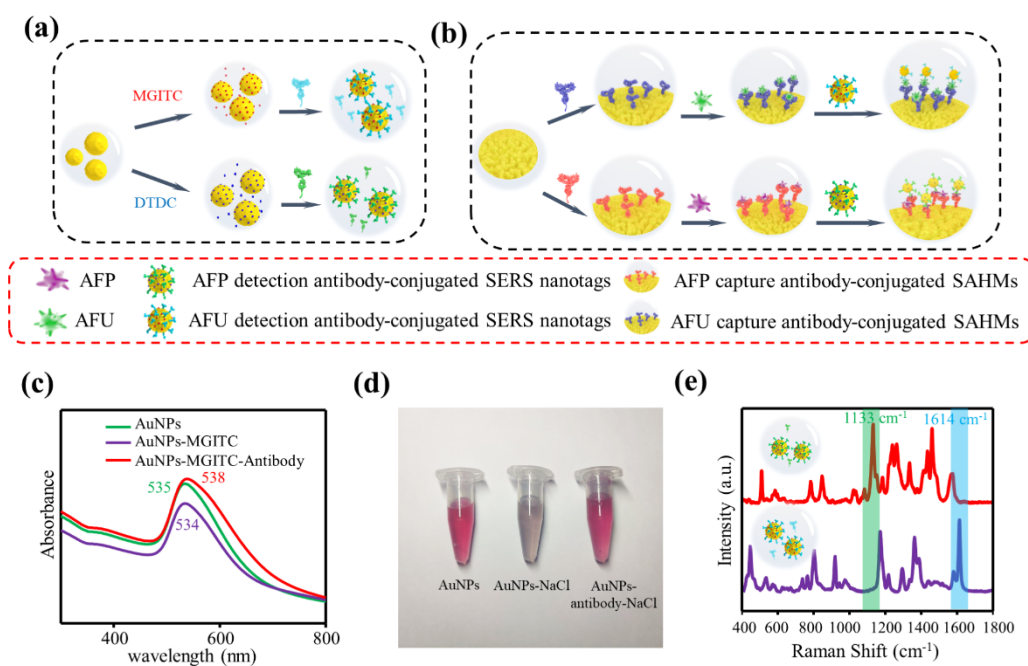 (a)
MGITC
DTDC
(b)
AFP
AFP detection antibody-conjugated SERS nanotags
AFP capture antibody-conjugated SAHMs
AFU
AFU detection antibody-conjugated SERS nanotags
AFU capture antibody-conjugated SAHMs
(c)
AuNPs
AuNPs-MGITC
AuNPs-MGITC-Antibody
535
538
534
Absorbance
400
600
800
wavelength (nm)
(d)
AuNPs
AuNPs-NaCl
AuNPs-
antibody-NaCl
(e)
1133 cm⁻¹
1614 cm⁻¹
Intensity (a.u.)
400 600 800 1000 1200 1400 1600 1800
Raman Shift (cm⁻¹)